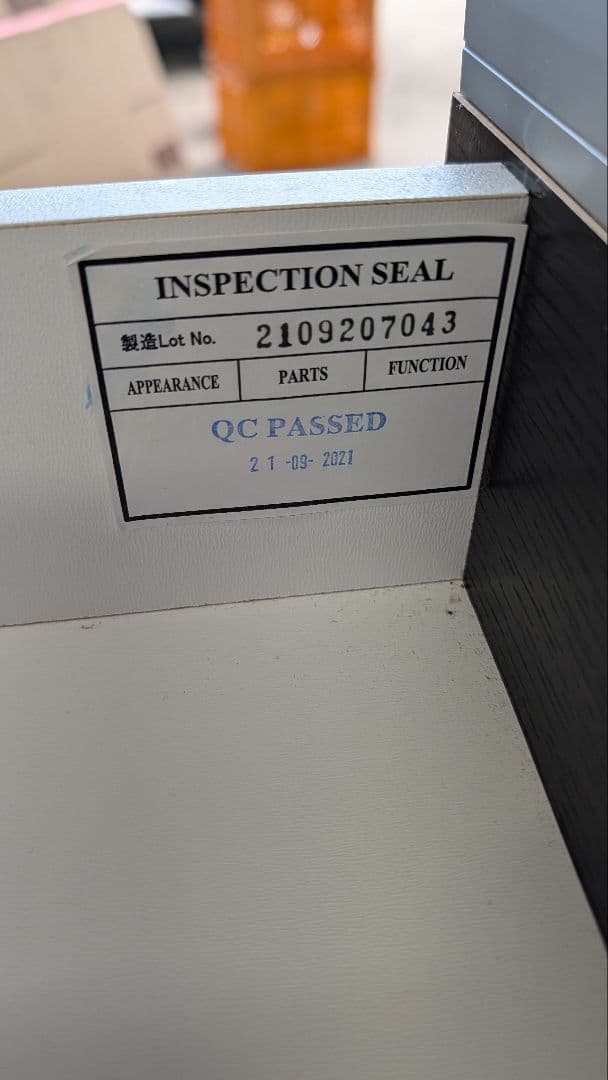 INSPECTION SEAL
製造Lot No. 2109207043
APPEARANCE PARTS FUNCTION
QC PASSED
21-09-2021